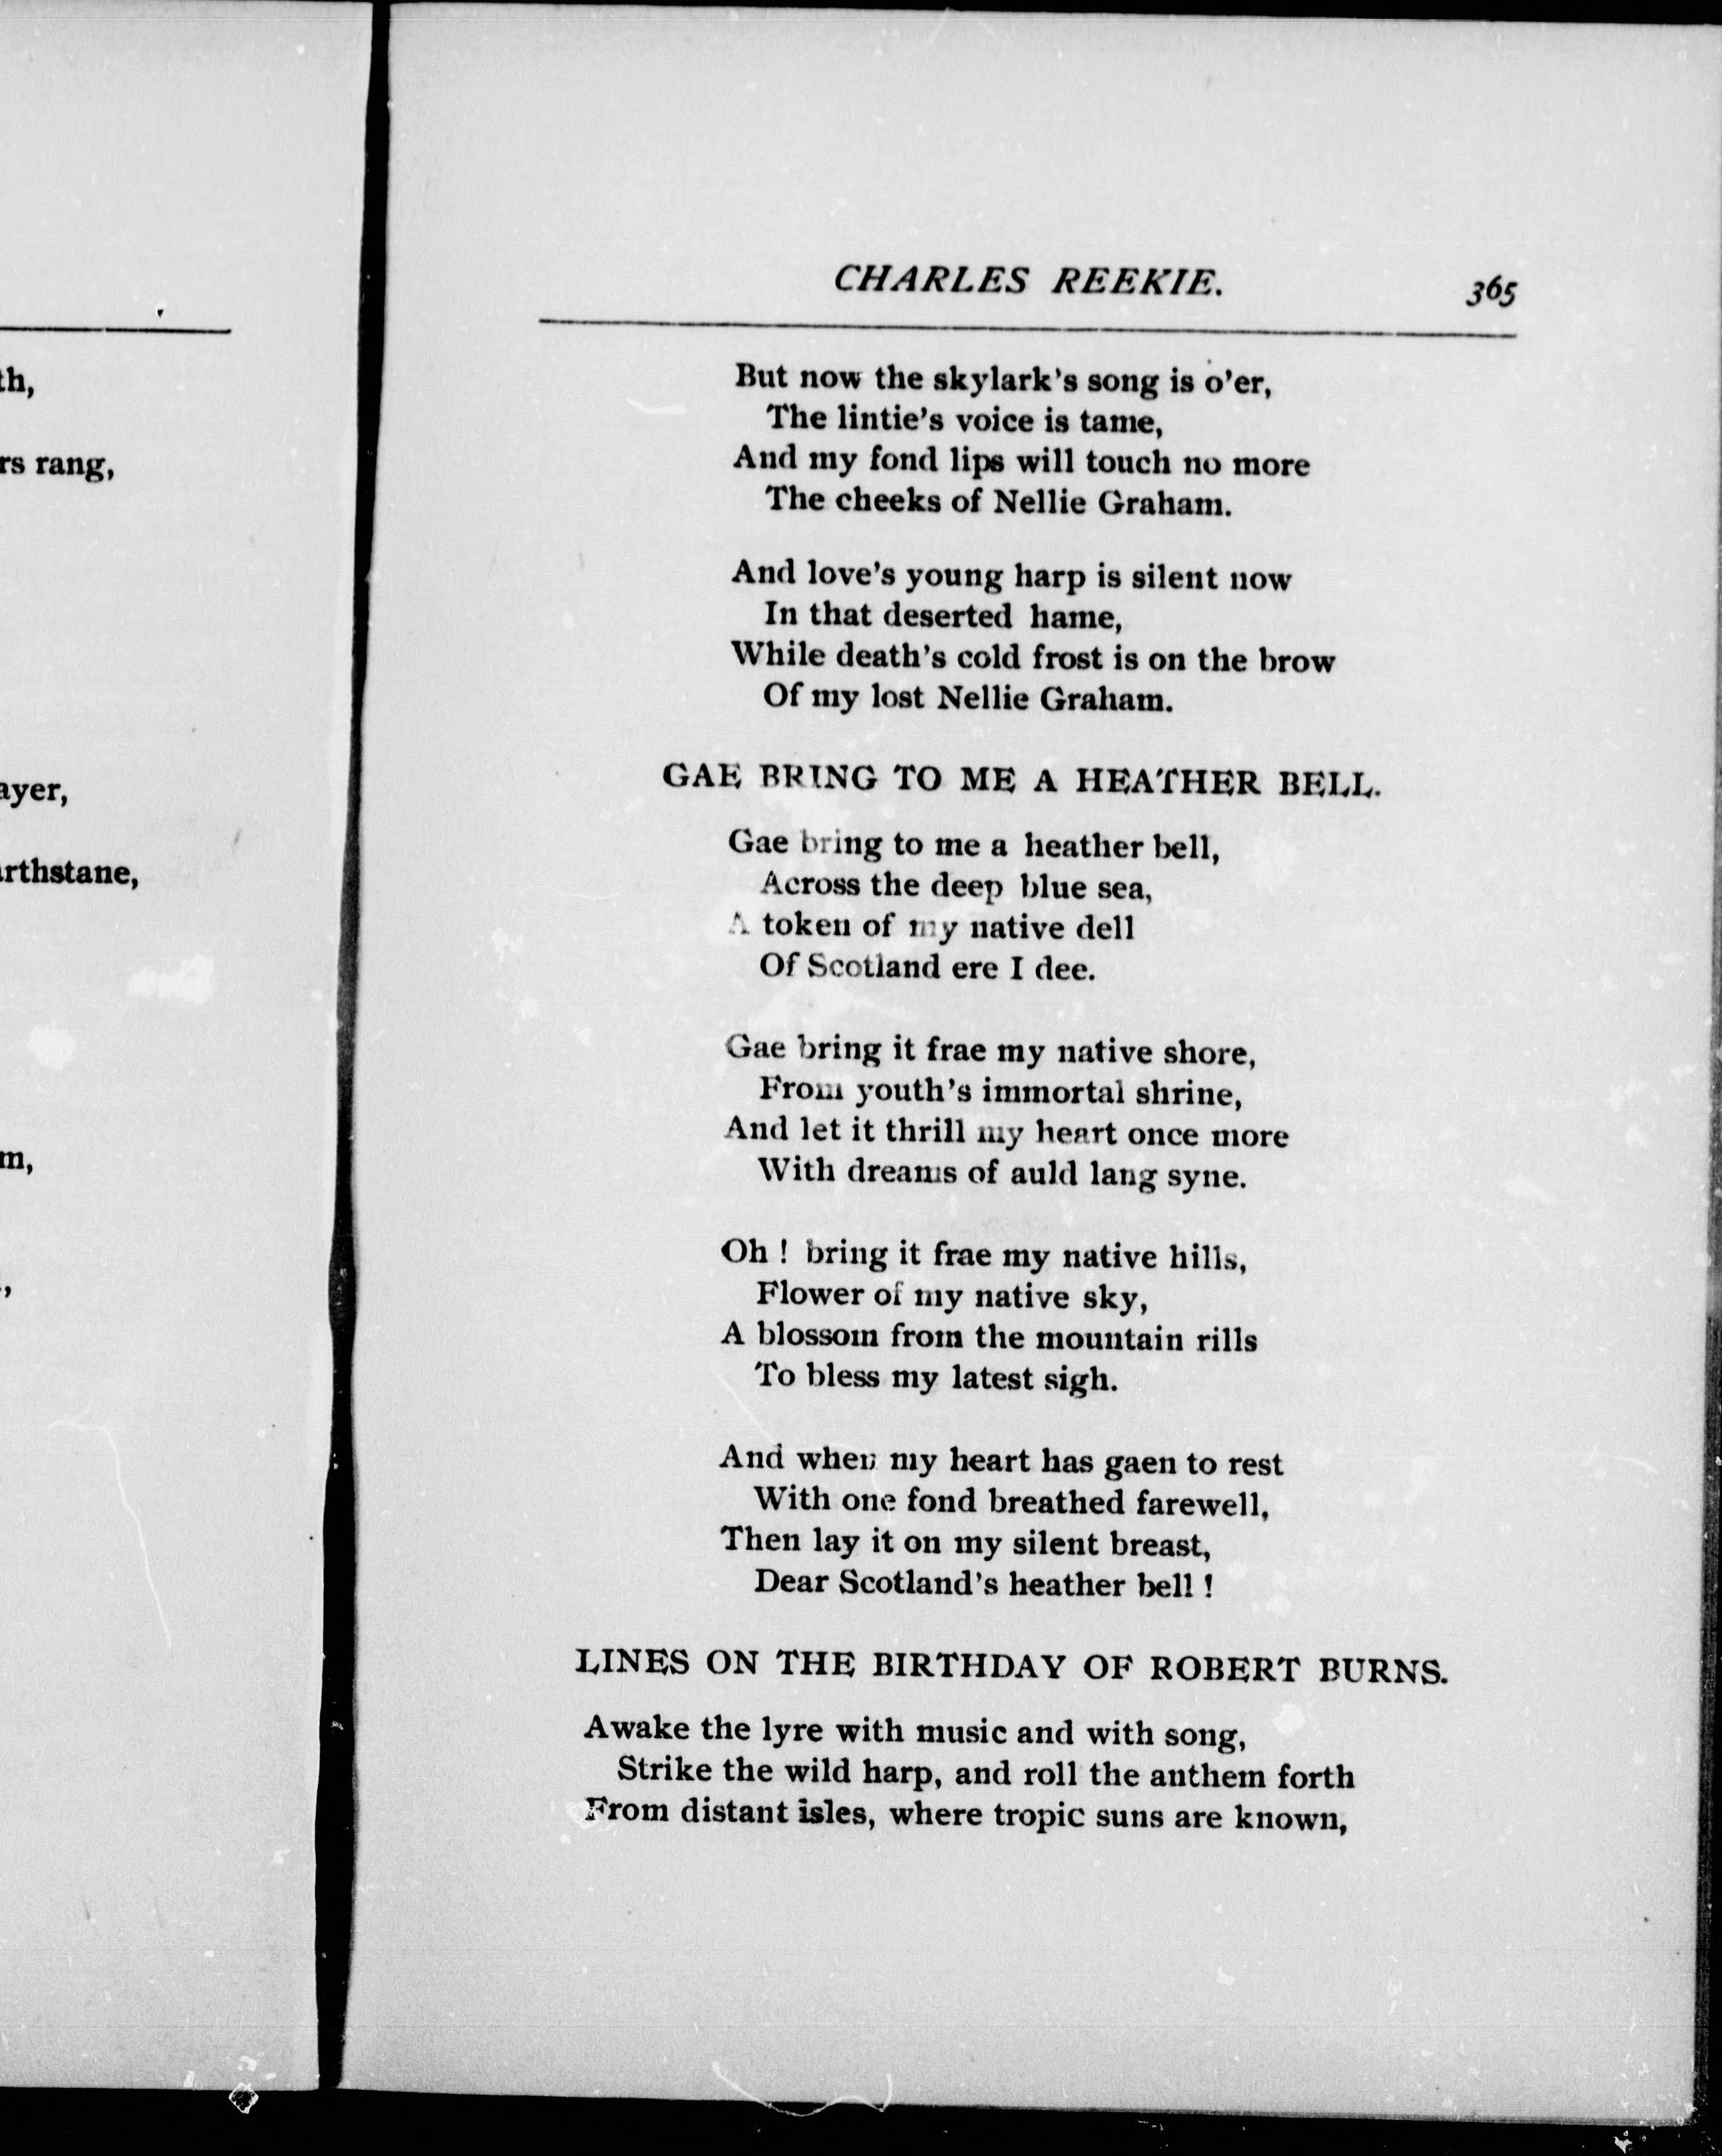 th,
rs rang,
ayer,
rthstane,
m,
CHARLES REEKIE.
365
But now the skylark's song is o'er,
The lintie's voice is tame,
And my fond lips will touch no more
The cheeks of Nellie Graham.
And love's young harp is silent now
In that deserted hame,
While death's cold frost is on the brow
Of my lost Nellie Graham.
GAE BRING TO ME A HEATHER BELL.
Gae bring to me a heather bell,
Across the deep blue sea,
A token of my native dell
Of Scotland ere I dee.
Gae bring it frae my native shore,
From youth's immortal shrine,
And let it thrill my heart once more
With dreams of auld lang syne.
Oh ! bring it frae my native hills,
Flower of my native sky,
A blossom from the mountain rills
To bless my latest sigh.
And when my heart has gaen to rest
With one fond breathed farewell,
Then lay it on my silent breast,
Dear Scotland's heather bell !
LINES ON THE BIRTHDAY OF ROBERT BURNS.
Awake the lyre with music and with song,
Strike the wild harp, and roll the anthem forth
From distant isles, where tropic suns are known,